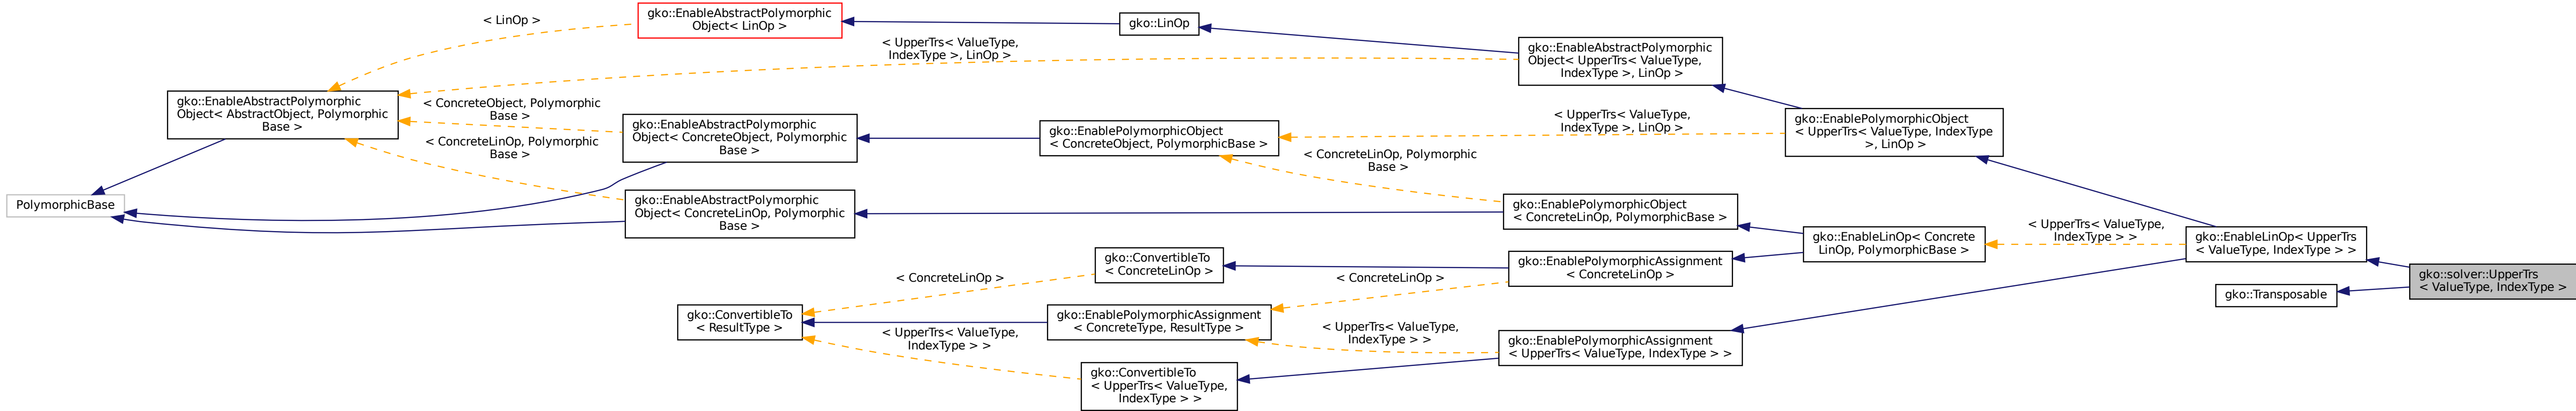 gko::EnableAbstractPolymorphic
Object< LinOp >
< LinOp >
gko::LinOp
< UpperTrs< ValueType,
IndexType >, LinOp >
gko::EnableAbstractPolymorphic
Object< UpperTrs< ValueType,
IndexType >, LinOp >
gko::EnableAbstractPolymorphic
Object< AbstractObject, Polymorphic
Base >
< ConcreteObject, Polymorphic
Base >
gko::EnableAbstractPolymorphic
Object< ConcreteObject, Polymorphic
Base >
gko::EnablePolymorphicObject
< ConcreteObject, PolymorphicBase >
< UpperTrs< ValueType,
IndexType >, LinOp >
gko::EnablePolymorphicObject
< UpperTrs< ValueType, IndexType
>, LinOp >
< ConcreteLinOp, Polymorphic
Base >
< ConcreteLinOp, Polymorphic
Base >
PolymorphicBase
gko::EnableAbstractPolymorphic
Object< ConcreteLinOp, Polymorphic
Base >
gko::EnablePolymorphicObject
< ConcreteLinOp, PolymorphicBase >
gko::EnableLinOp< Concrete
LinOp, PolymorphicBase >
< UpperTrs< ValueType,
IndexType > >
gko::EnableLinOp< UpperTrs
< ValueType, IndexType > >
gko::solver::UpperTrs
< ValueType, IndexType >
gko::Transposable
gko::ConvertibleTo
< ConcreteLinOp >
gko::EnablePolymorphicAssignment
< ConcreteLinOp >
< ConcreteLinOp >
< ConcreteLinOp >
gko::ConvertibleTo
< ResultType >
gko::EnablePolymorphicAssignment
< ConcreteType, ResultType >
< UpperTrs< ValueType,
IndexType > >
< UpperTrs< ValueType,
IndexType > >
gko::EnablePolymorphicAssignment
< UpperTrs< ValueType, IndexType > >
gko::ConvertibleTo
< UpperTrs< ValueType,
IndexType > >